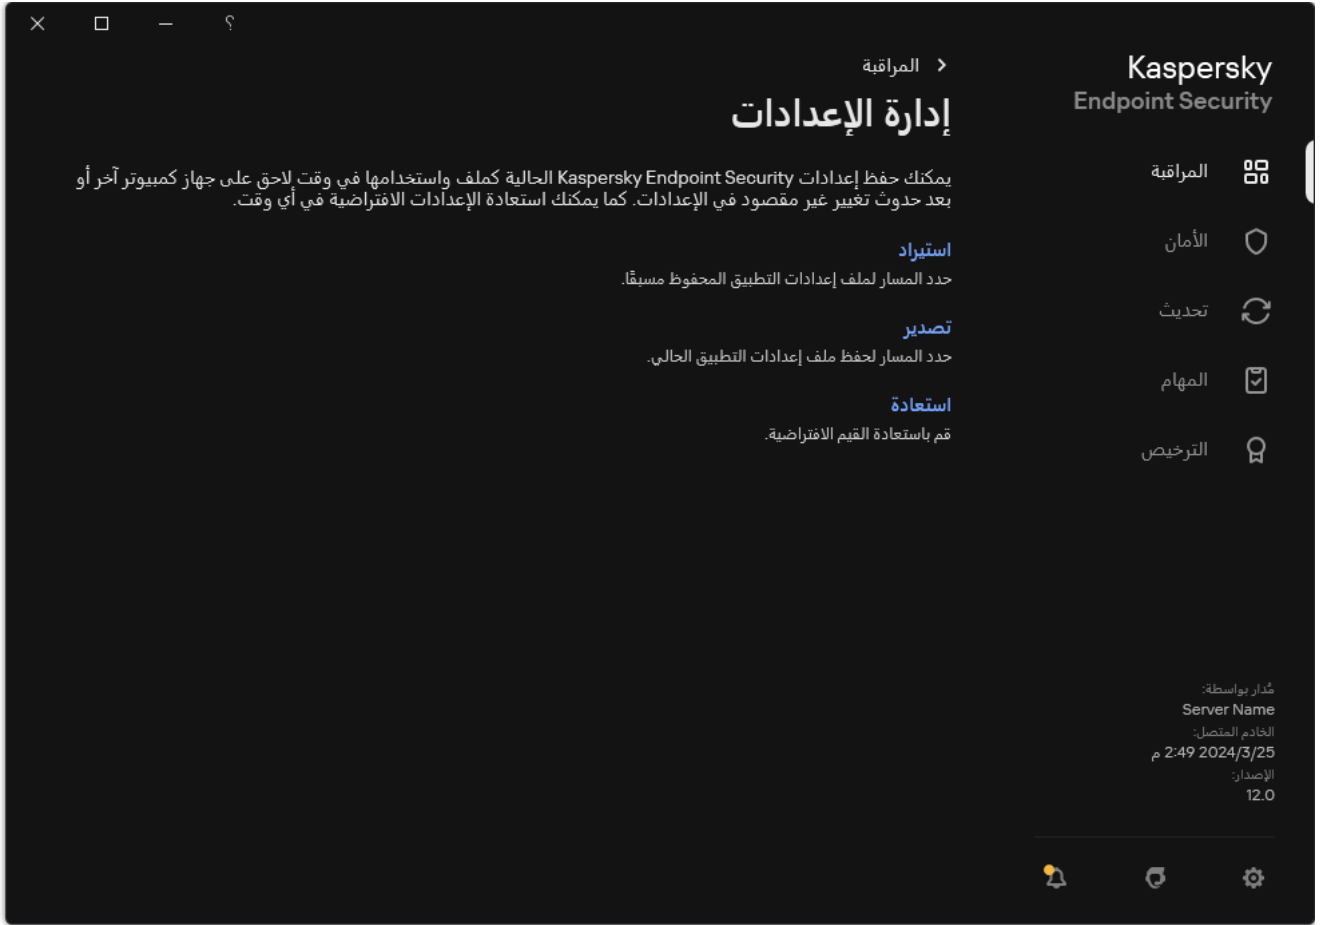 Kaspersky
Endpoint Security
المراقبة
الأمان
تحديث
المهام
الترخيص
مُدار بواسطة:
Server Name
الخادم المتصل:
2024/3/25 2:49 م
الإصدار:
12.0
المراقبة
إدارة الإعدادات
يمكنك حفظ إعدادات Kaspersky Endpoint Security الحالية كملف واستخدامها في وقت لاحق على جهاز كمبيوتر آخر أو
بعد حدوث تغيير غير مقصود في الإعدادات. كما يمكنك استعادة الإعدادات الافتراضية في أي وقت.
استيراد
حدد المسار لملف إعدادات التطبيق المحفوظ مسبقًا.
تصدير
حدد المسار لحفظ ملف إعدادات التطبيق الحالي.
استعادة
قم باستعادة القيم الافتراضية.